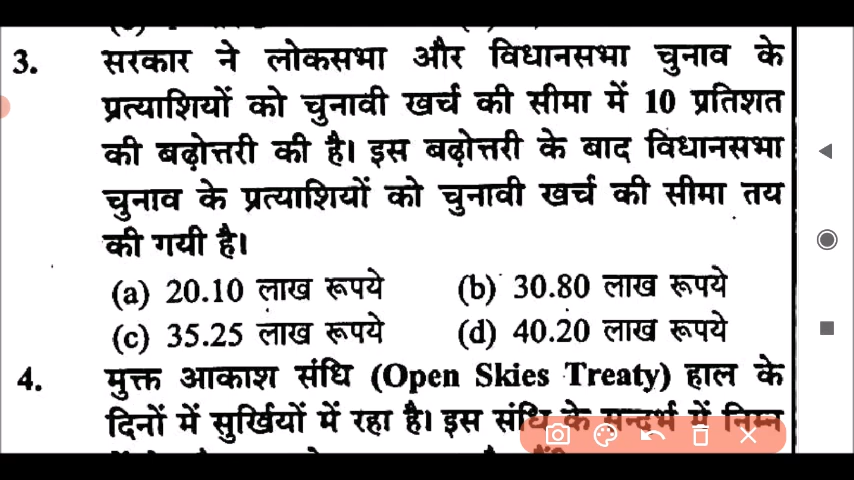 3. सरकार ने लोकसभा और विधानसभा चुनाव के
प्रत्याशियों को चुनावी खर्च की सीमा में 10 प्रतिशत
की बढ़ोत्तरी की है। इस बढ़ोत्तरी के बाद विधानसभा
चुनाव के प्रत्याशियों को चुनावी खर्च की सीमा तय
की गयी है।
(a) 20.10 लाख रूपये (b) 30.80 लाख रूपये
(c) 35.25 लाख रूपये (d) 40.20 लाख रूपये
4. मुक्त आकाश संधि (Open Skies Treaty) हाल के
दिनों में सुर्खियों में रहा है। इस संधि के सन्दर्भ में निम्न